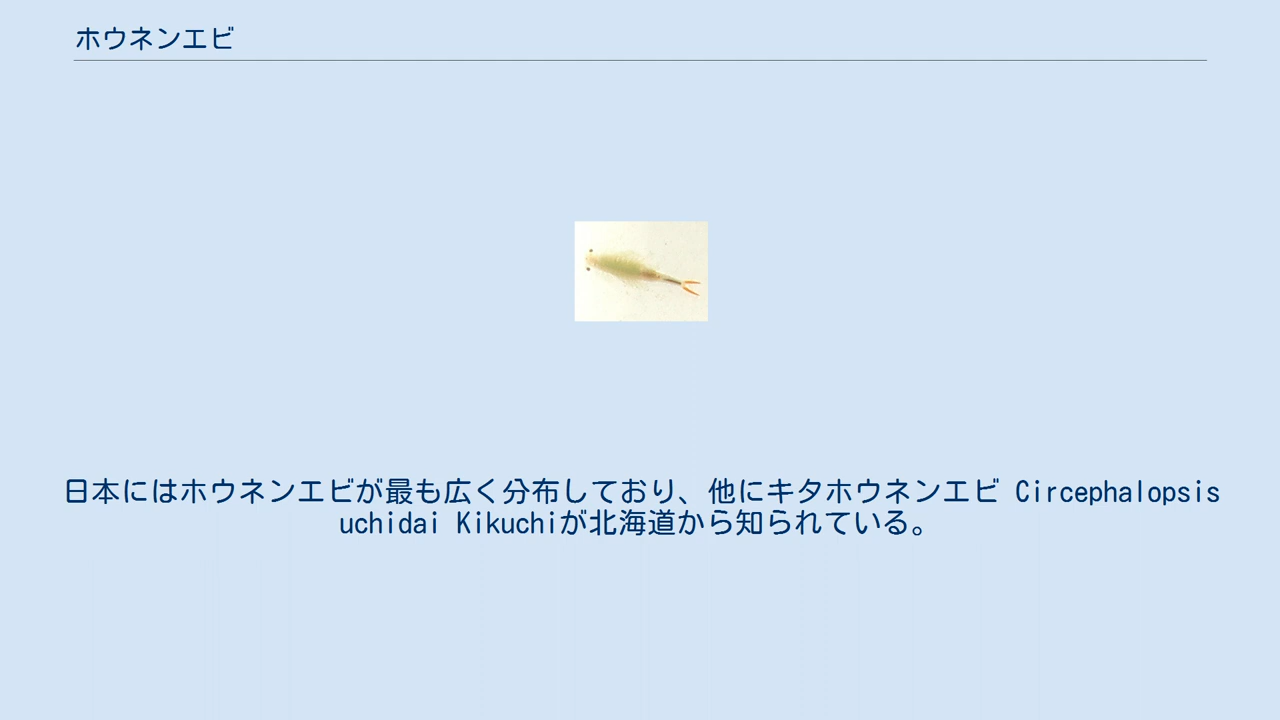 ホウネンエビ
日本にはホウネンエビが最も広く分布しており、他にキタホウネンエビ Circephalopsis
uchidai Kikuchiが北海道から知られている。